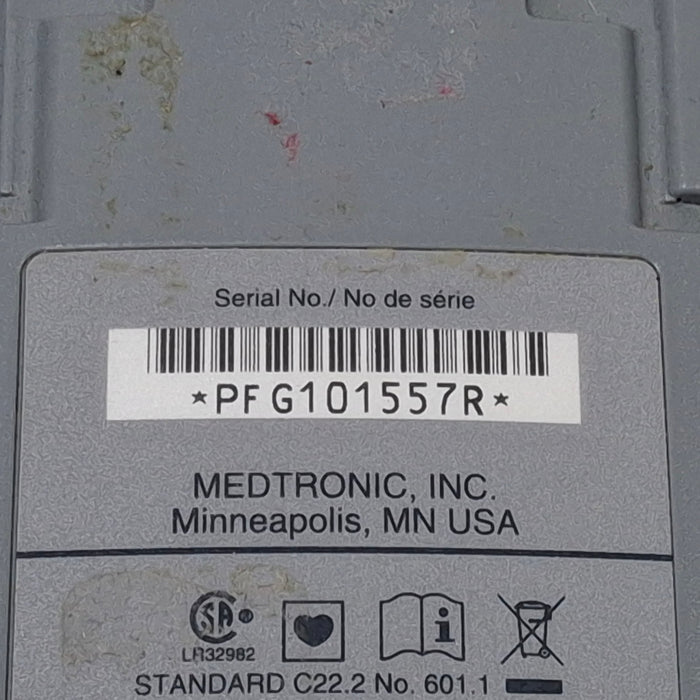 Serial No./ No de série
*PFG101557R*
MEDTRONIC, INC.
Minneapolis, MN USA
LR32982
STANDARD C22.2 No. 601.1